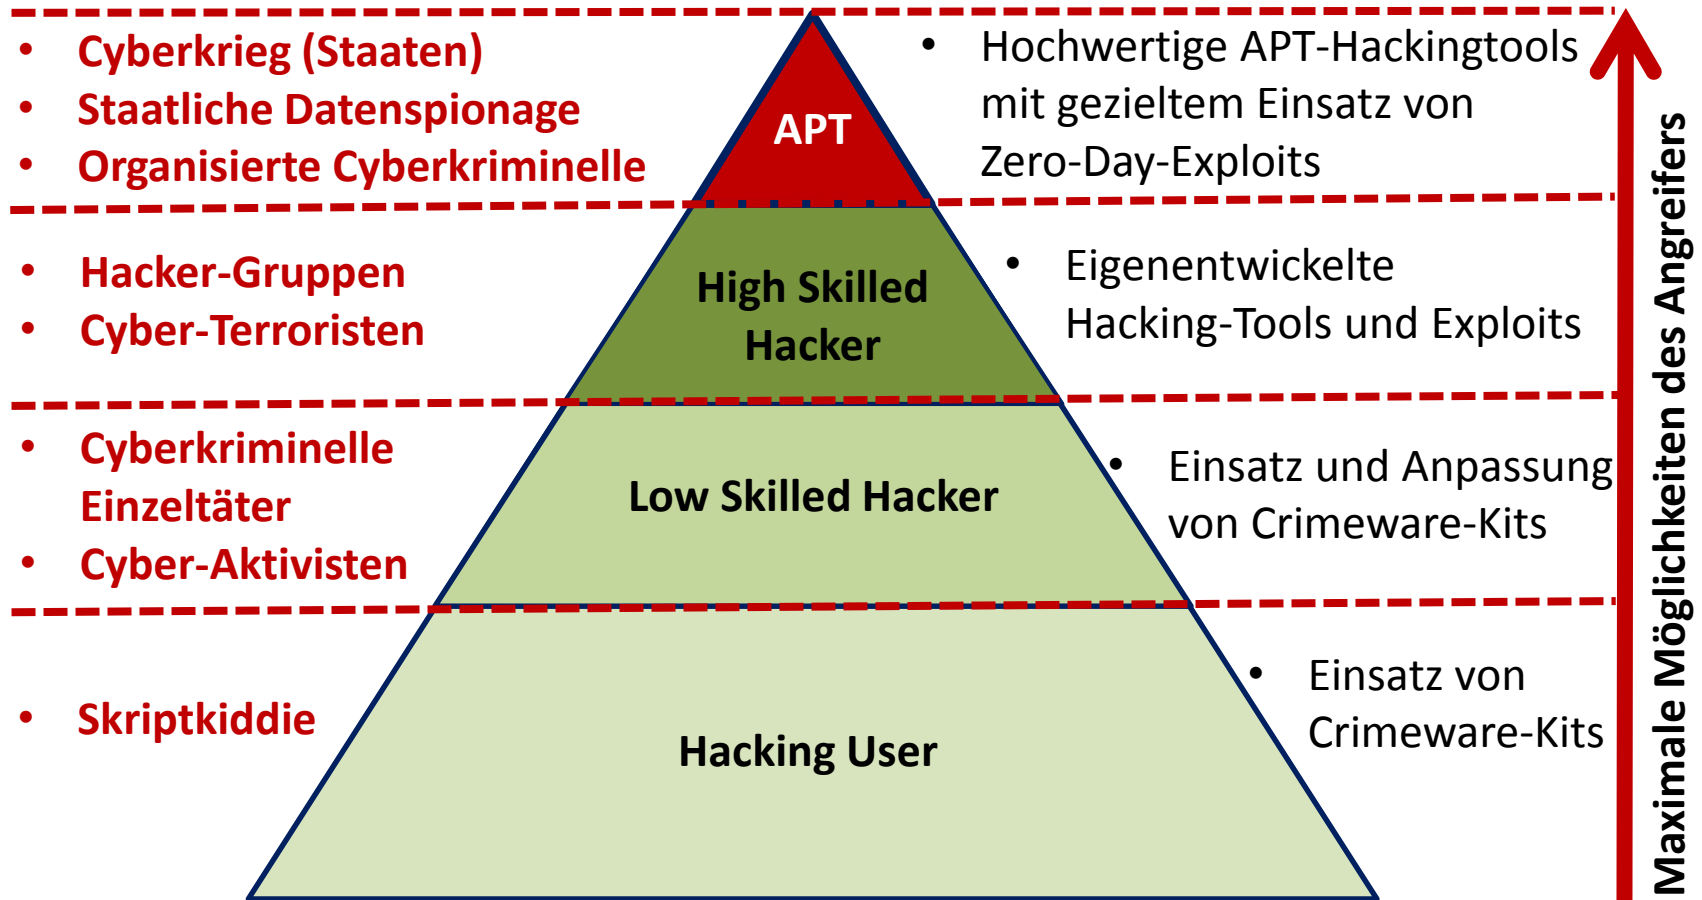 • Cyberkrieg (Staaten)
• Staatliche Datenspionage
• Organisierte Cyberkriminelle
APT
• Hochwertige APT-Hackingtools
mit gezieltem Einsatz von
Zero-Day-Exploits
• Hacker-Gruppen
• Cyber-Terroristen
High Skilled
Hacker
• Eigenentwickelte
Hacking-Tools und Exploits
• Cyberkriminelle
Einzeltäter
• Cyber-Aktivisten
Low Skilled Hacker
• Einsatz und Anpassung
von Crimeware-Kits
• Skriptkiddie
Hacking User
• Einsatz von
Crimeware-Kits
Maximale Möglichkeiten des Angreifers